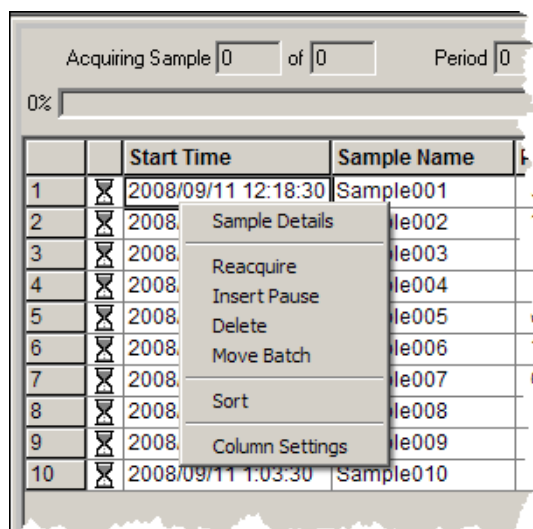 Acquiring Sample 0 of 0 Period 0
0%
Start Time Sample Name
1 2008/09/11 12:18:30 Sample001
2 2008/ le002
3 2008/ le003
4 2008/ le004
5 2008/ le005
6 2008/ le006
7 2008/ le007
8 2008/ le008
9 2008/ le009
10 2008/09/11 1:03:30 Sample010
Sample Details
Reacquire
Insert Pause
Delete
Move Batch
Sort
Column Settings